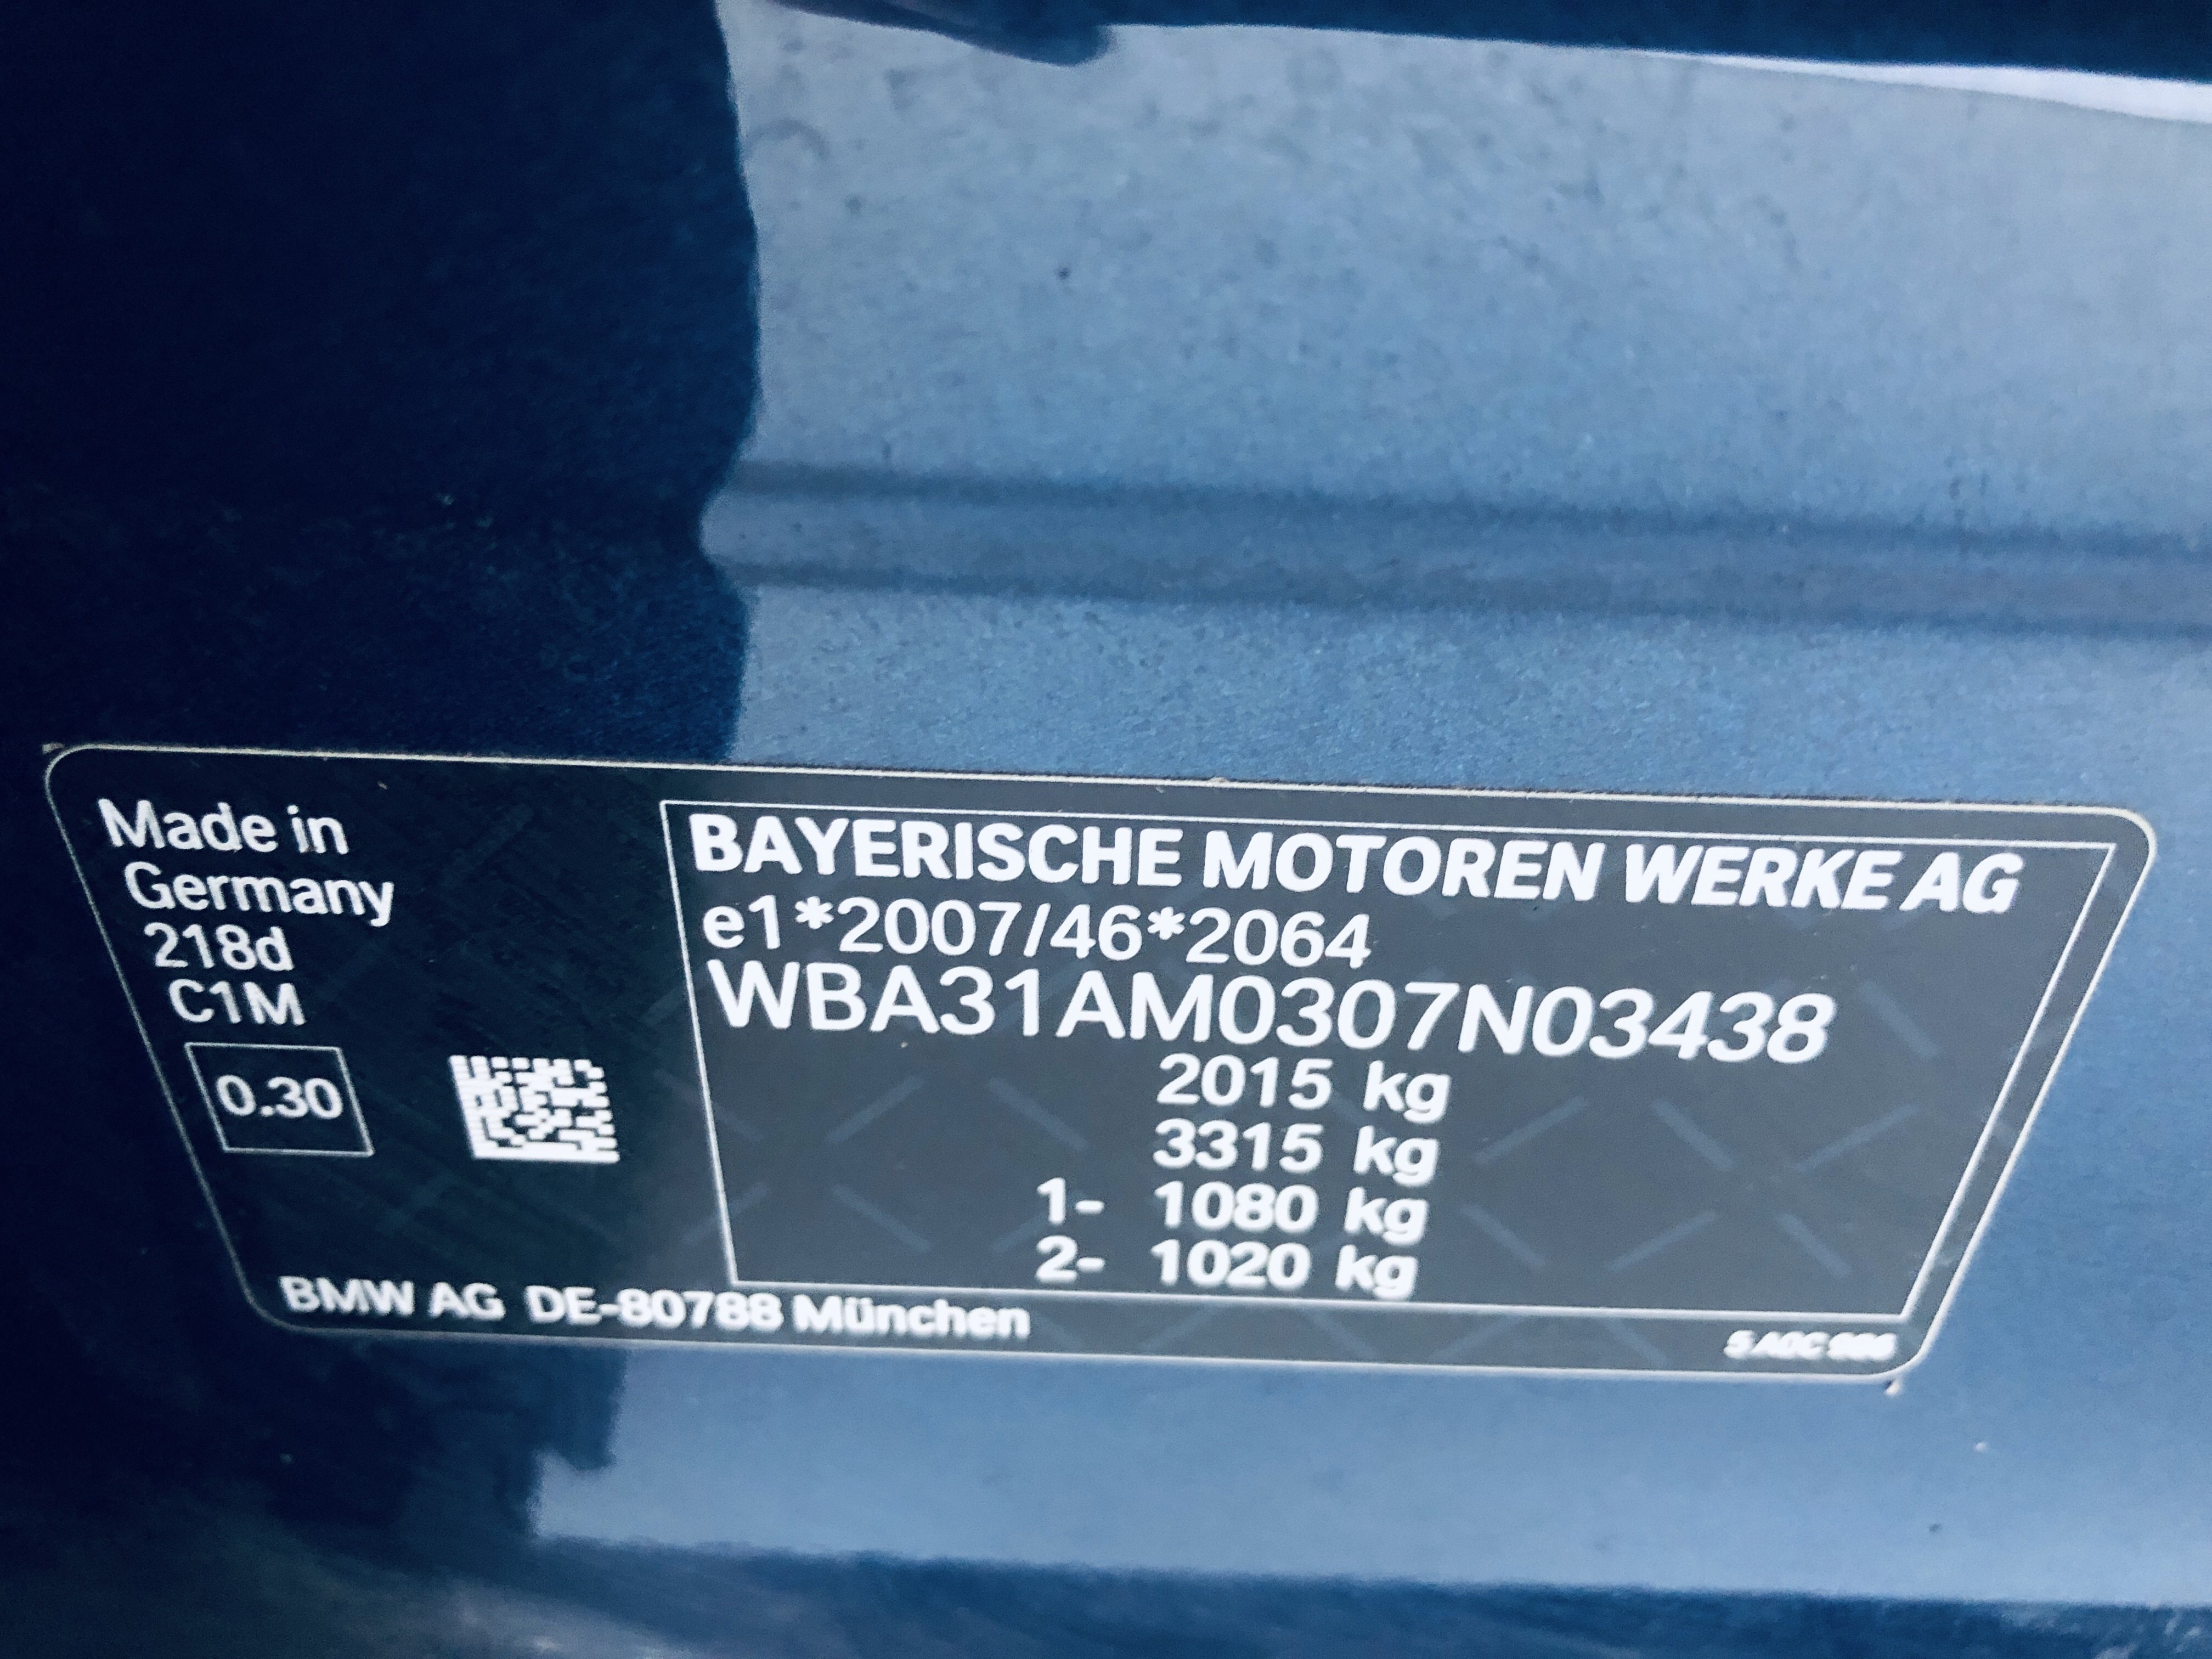 Made in
Germany
218d
C1M
0.30
BAYERISCHE MOTOREN WERKE AG
e1*2007/46*2064
WBA31AM0307N03438
2015 kg
3315 kg
1- 1080 kg
2- 1020 kg
BMW AG DE-80788 München